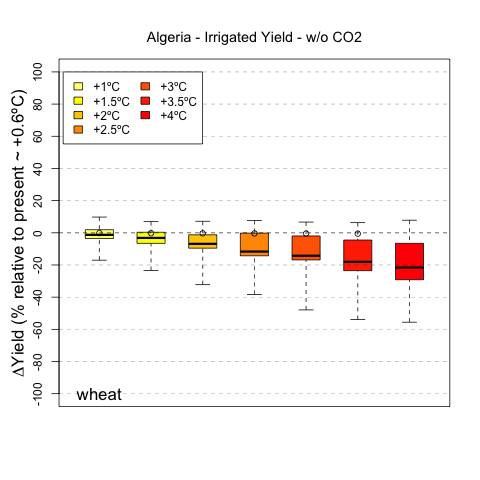 Algeria - Irrigated Yield - w/o CO2
ΔYield (% relative to present ~ +0.6ºC)
100
80
60
40
20
0
-20
-40
-60
-80
-100
+1ºC
+1.5ºC
+2ºC
+2.5ºC
+3ºC
+3.5ºC
+4ºC
wheat